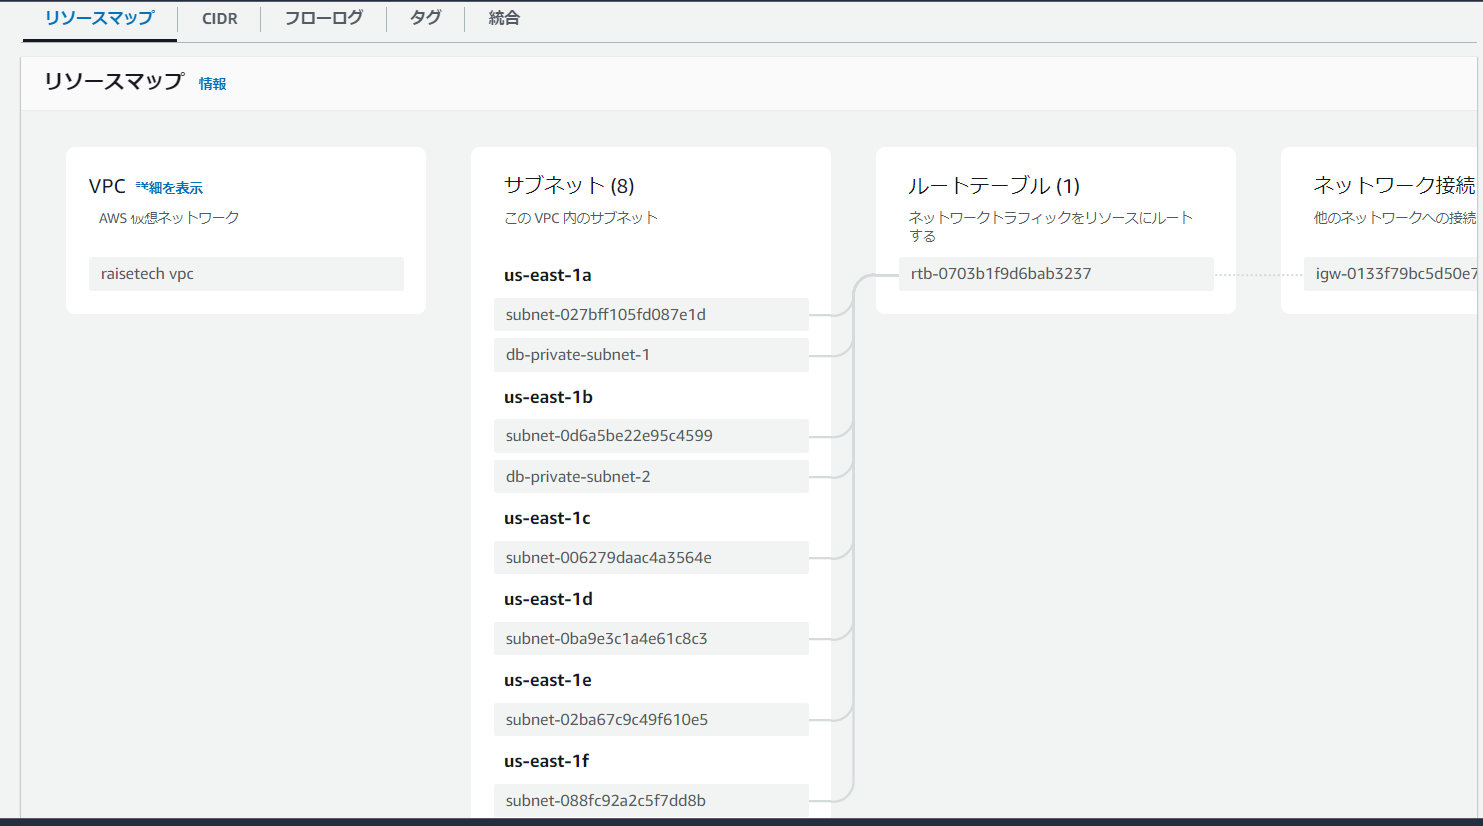 リソースマップ
CIDR
フローログ
タグ
統合
リソースマップ 情報
VPC 詳細を表示
AWS 仮想ネットワーク
raisetech vpc
サブネット (8)
この VPC 内のサブネット
us-east-1a
subnet-027bff105fd087e1d
db-private-subnet-1
us-east-1b
subnet-0d6a5be22e95c4599
db-private-subnet-2
us-east-1c
subnet-006279daac4a3564e
us-east-1d
subnet-0ba9e3c1a4e61c8c3
us-east-1e
subnet-02ba67c9c49f610e5
us-east-1f
subnet-088fc92a2c5f7dd8b
ルートテーブル (1)
ネットワークトラフィックをリソースにルート
する
rtb-0703b1f9d6bab3237
ネットワーク接続
他のネットワークへの接続
igw-0133f79bc5d50e7